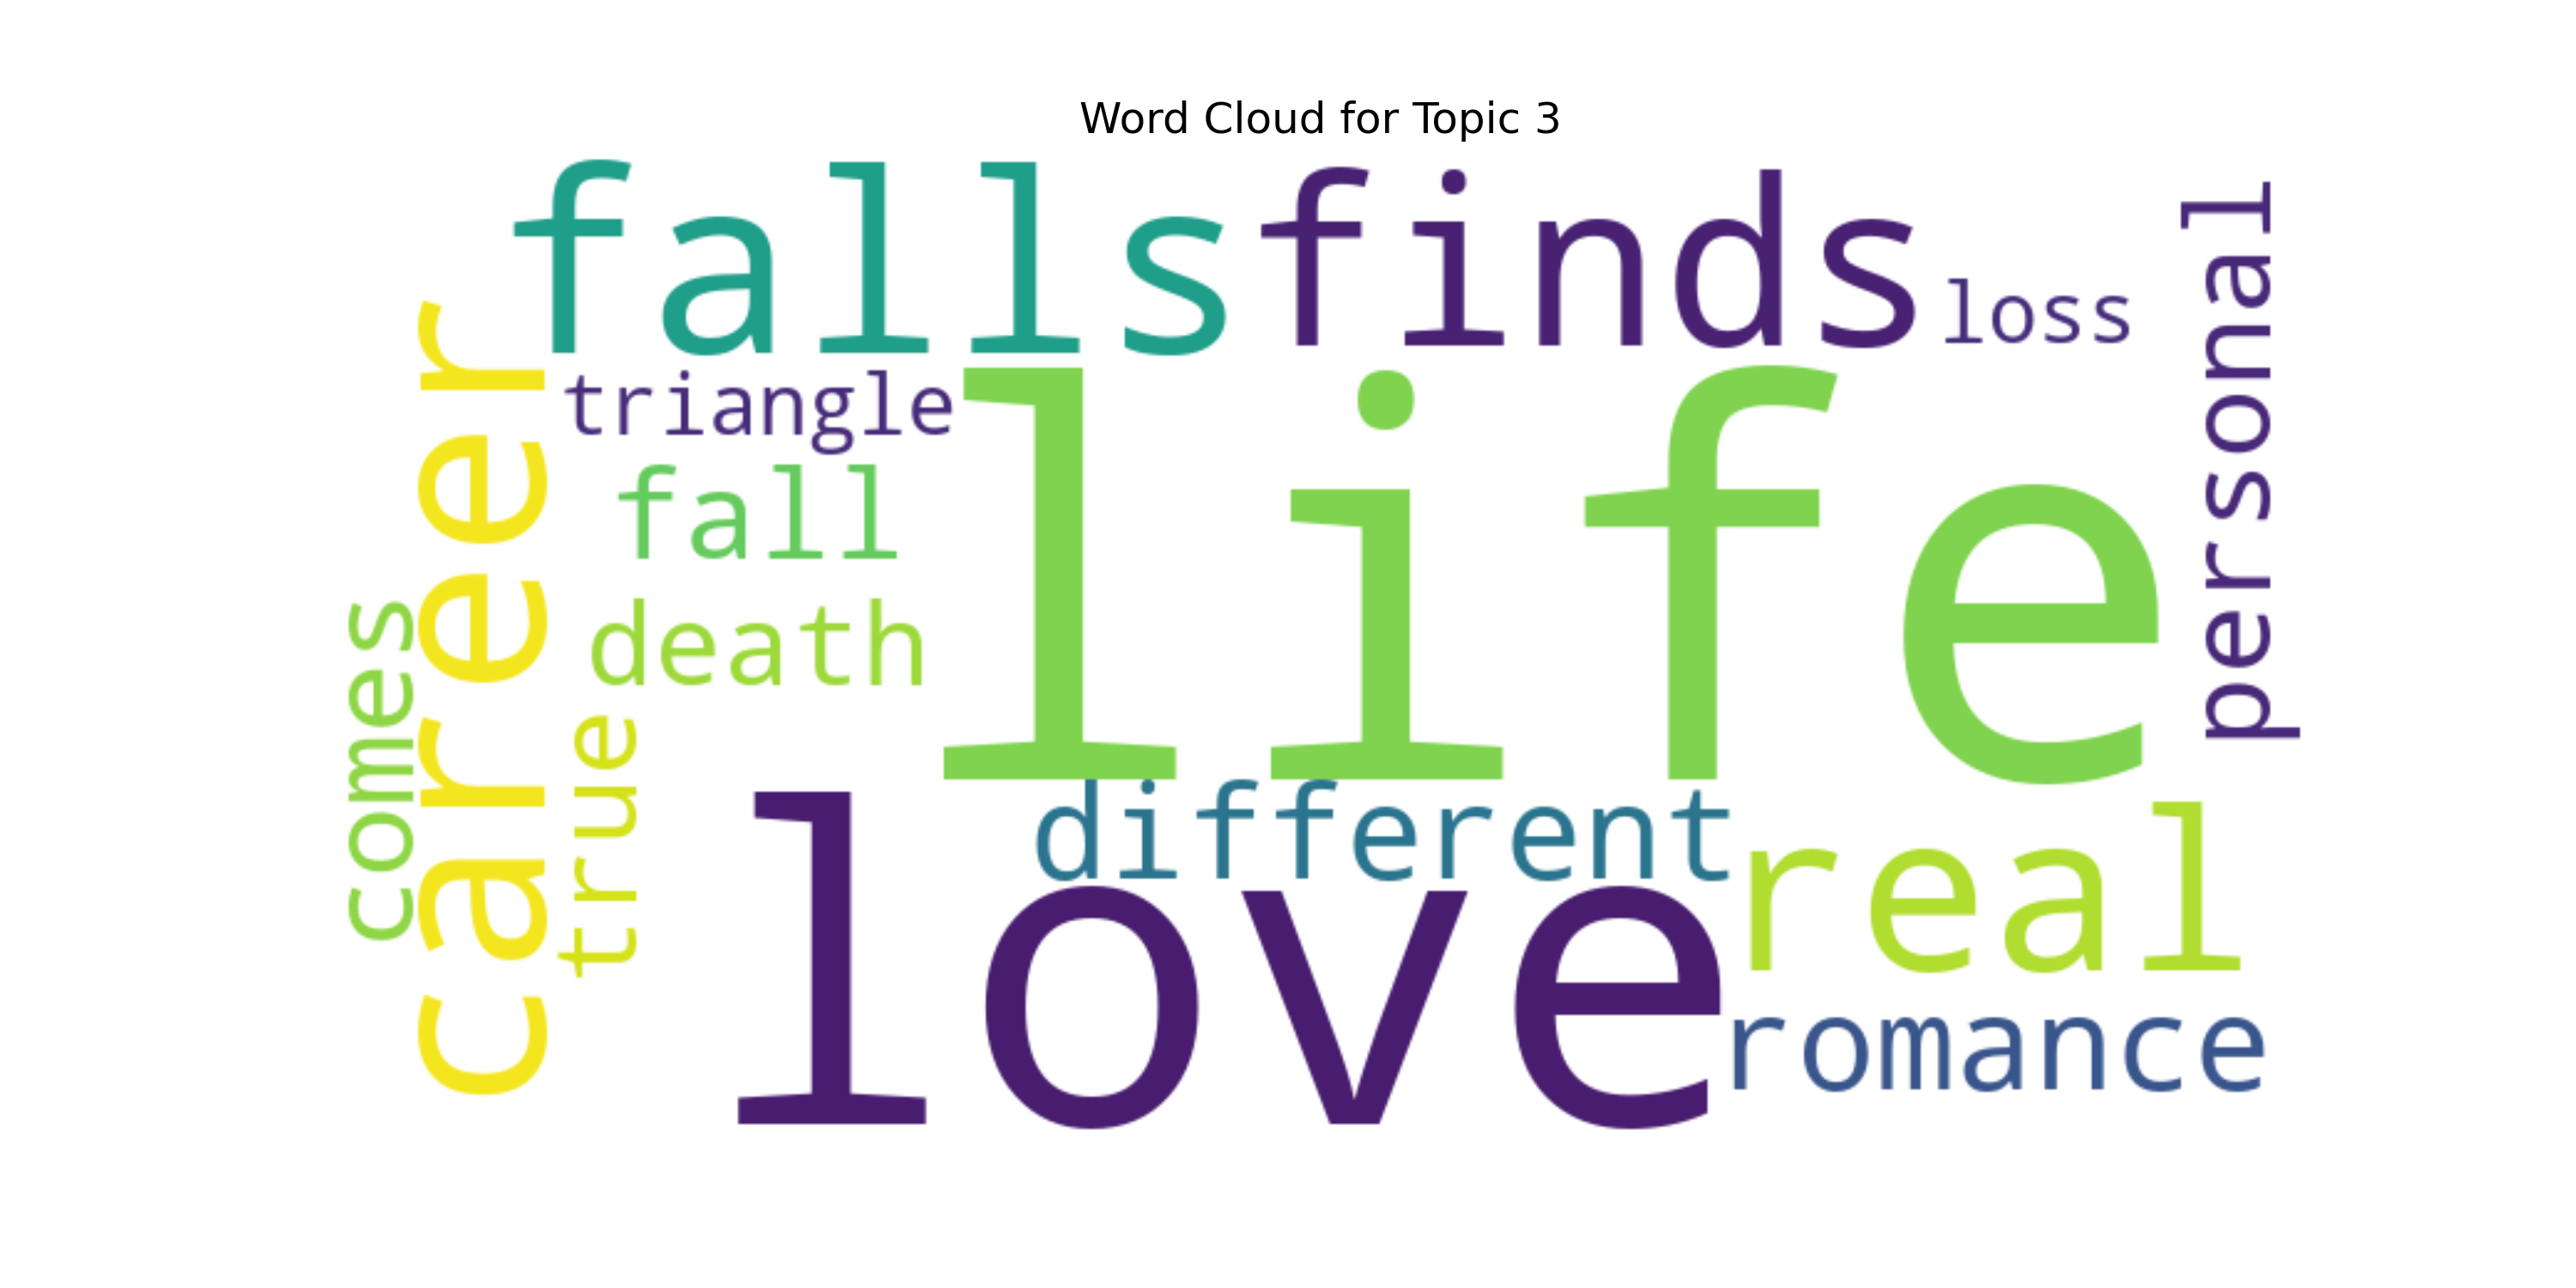 Word Cloud for Topic 3
falls
finds
loss
personal
triangle
life
career
fall
death
comes
true
different
real
love
romance